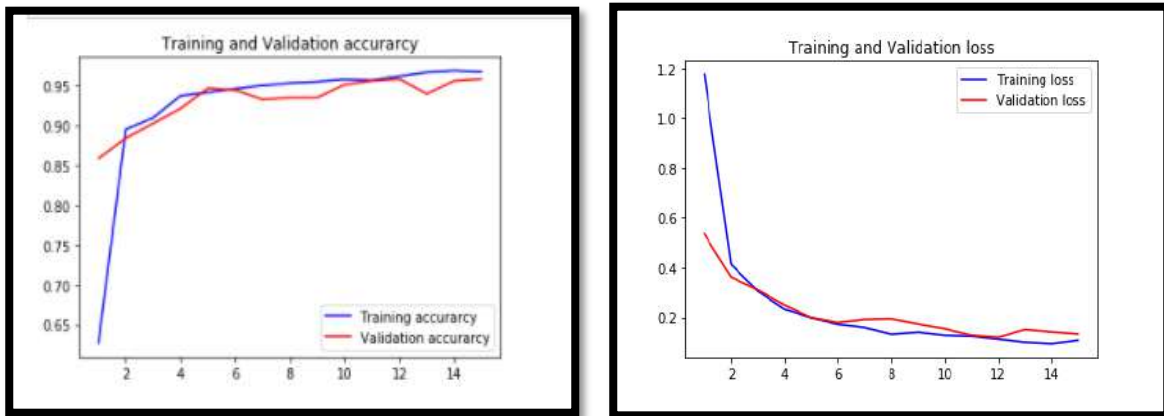 Training and Validation accurarcy
0.95
0.90
0.85
0.80
0.75
0.70
0.65
Training accurarcy
Validation accurarcy
2 4 6 8 10 12 14
Training and Validation loss
1.2
1.0
0.8
0.6
0.4
0.2
Training loss
Validation loss
2 4 6 8 10 12 14